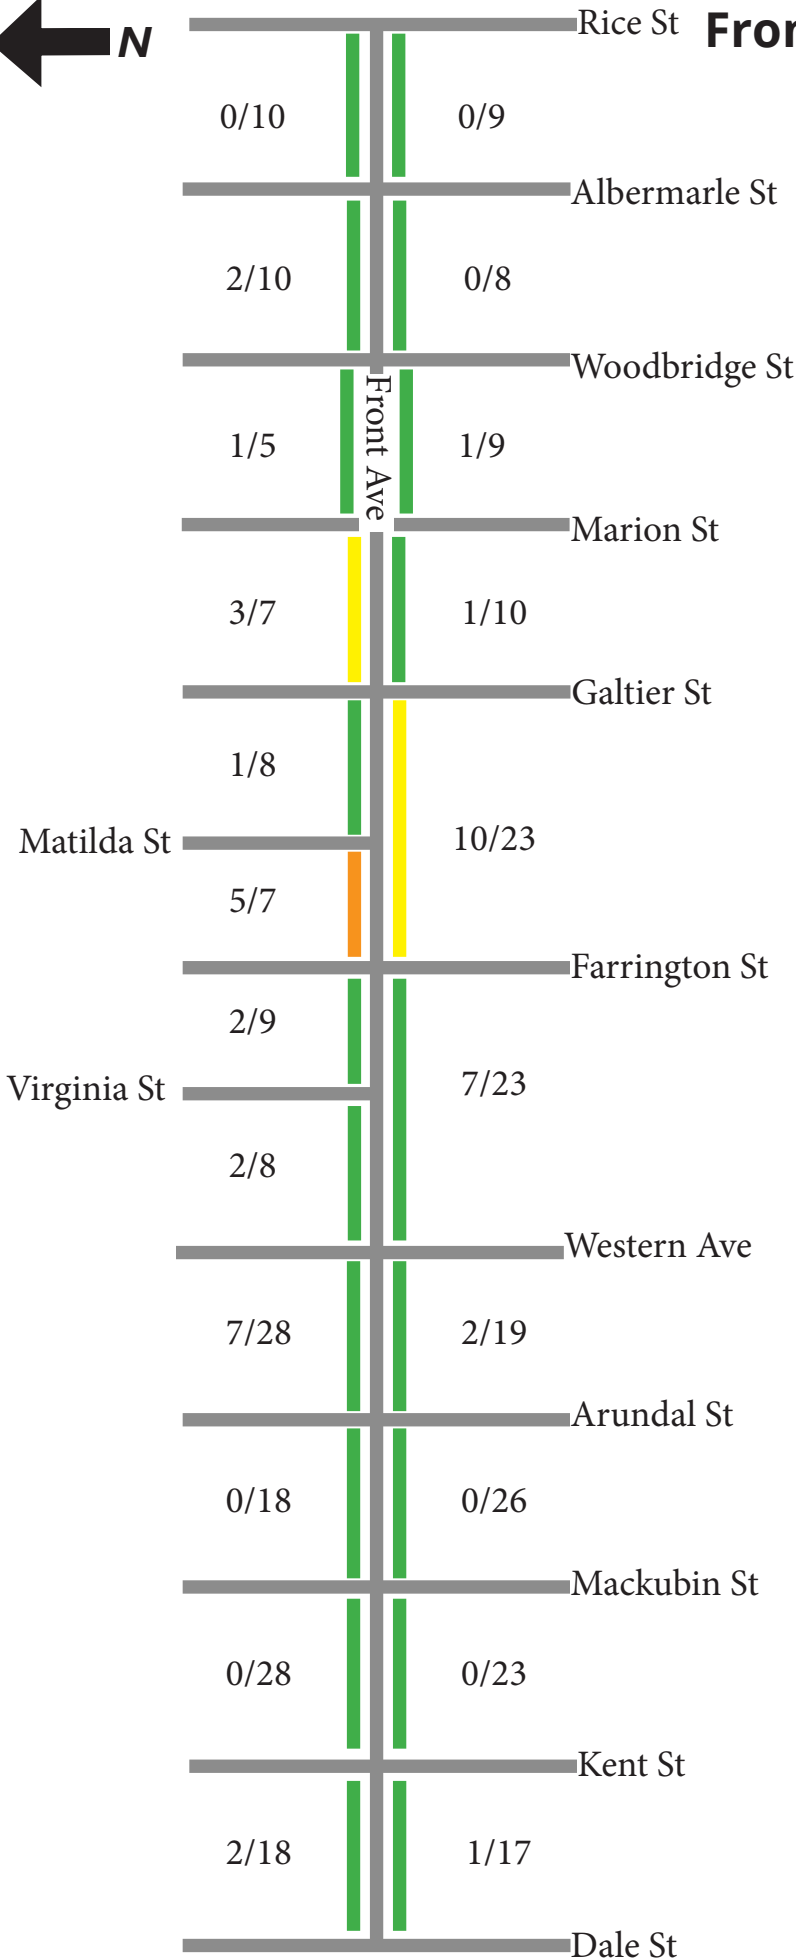 N
Rice St
Fron
0/10
0/9
Albermarle St
2/10
0/8
Woodbridge St
Front Ave
1/5
1/9
Marion St
3/7
1/10
Galtier St
1/8
Matilda St
10/23
5/7
Farrington St
2/9
Virginia St
7/23
2/8
Western Ave
7/28
2/19
Arundal St
0/18
0/26
Mackubin St
0/28
0/23
Kent St
2/18
1/17
Dale St